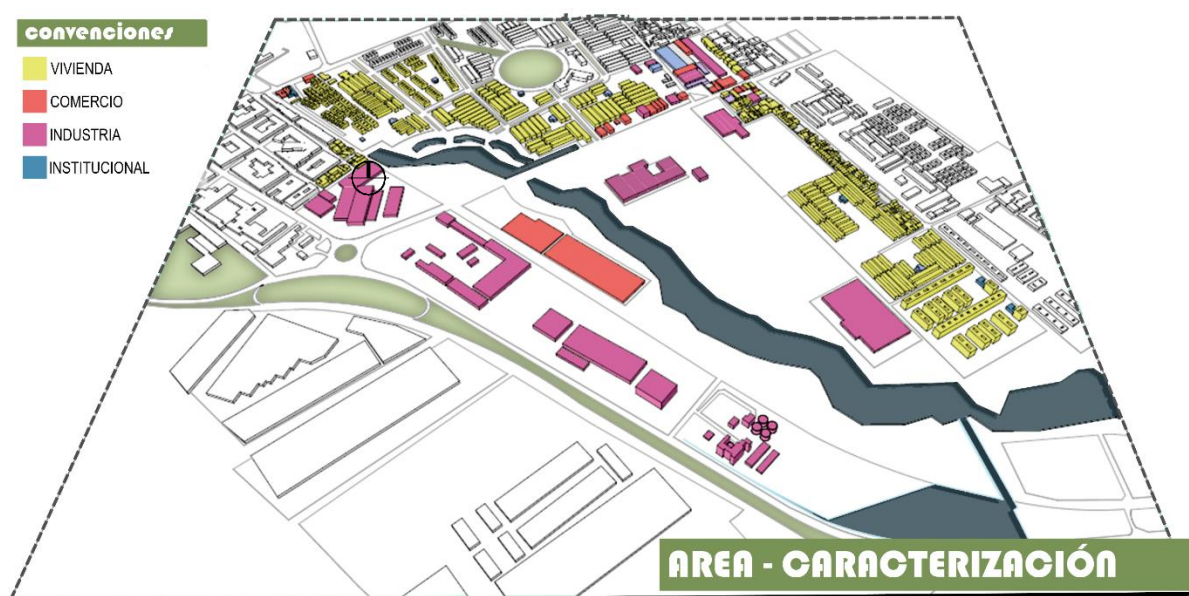 convenciones
VIVIENDA
COMERCIO
INDUSTRIA
INSTITUCIONAL
AREA - CARACTERIZACIÓN